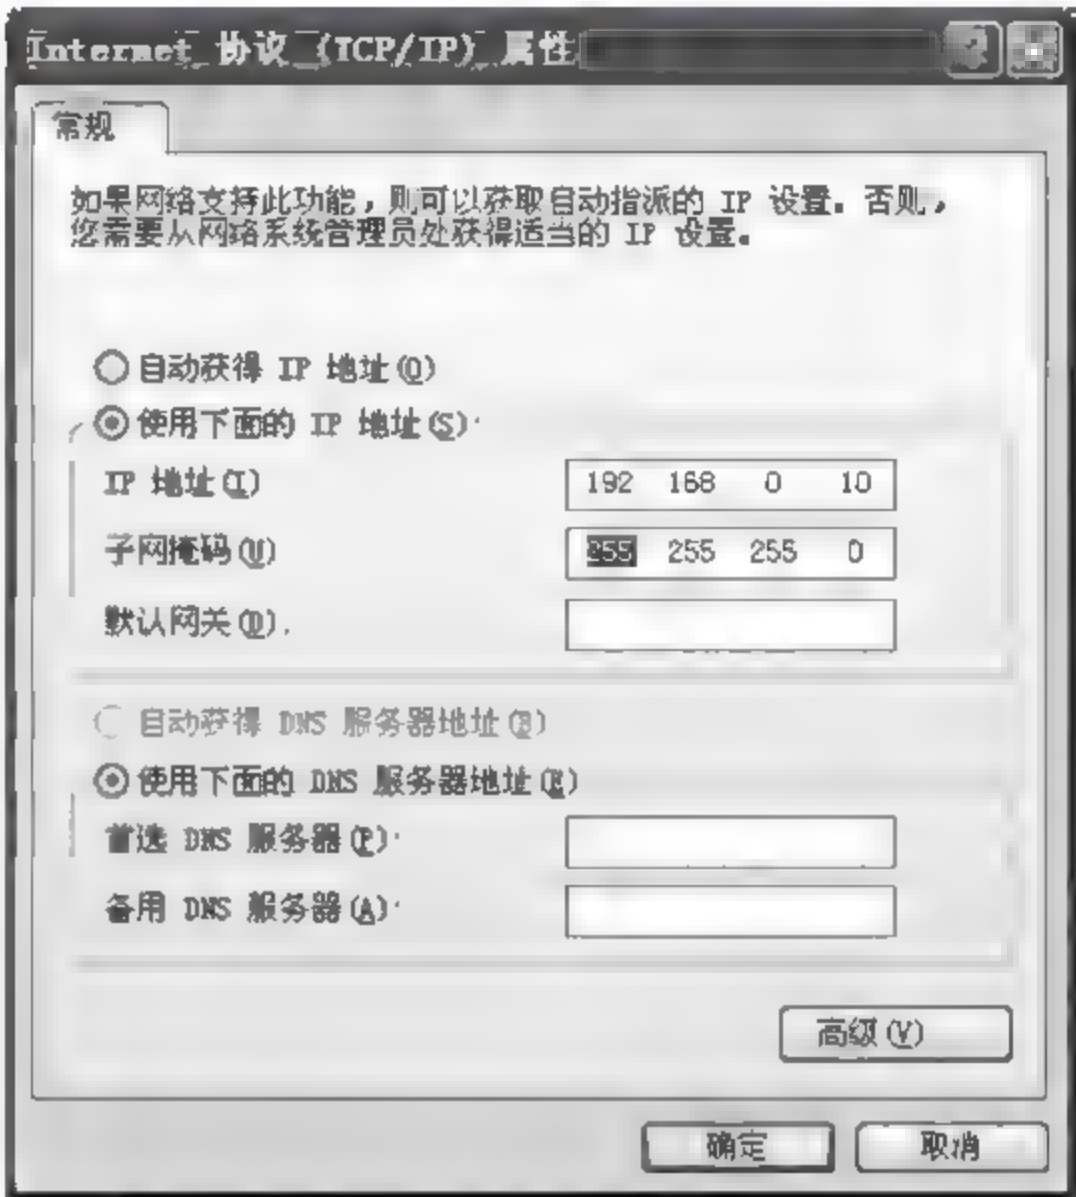 Internet 协议 (TCP/IP) 属性
常规
如果网络支持此功能，则可以获取自动指派的 IP 设置。否则，
您需要从网络系统管理员处获得适当的 IP 设置。
自动获得 IP 地址(O)
使用下面的 IP 地址(S)
IP 地址(I)
192 168 0 10
子网掩码(U)
255 255 255 0
默认网关(D)
自动获得 DNS 服务器地址(B)
使用下面的 DNS 服务器地址(E)
首选 DNS 服务器(P)
备用 DNS 服务器(A)
高级(V)
确定
取消